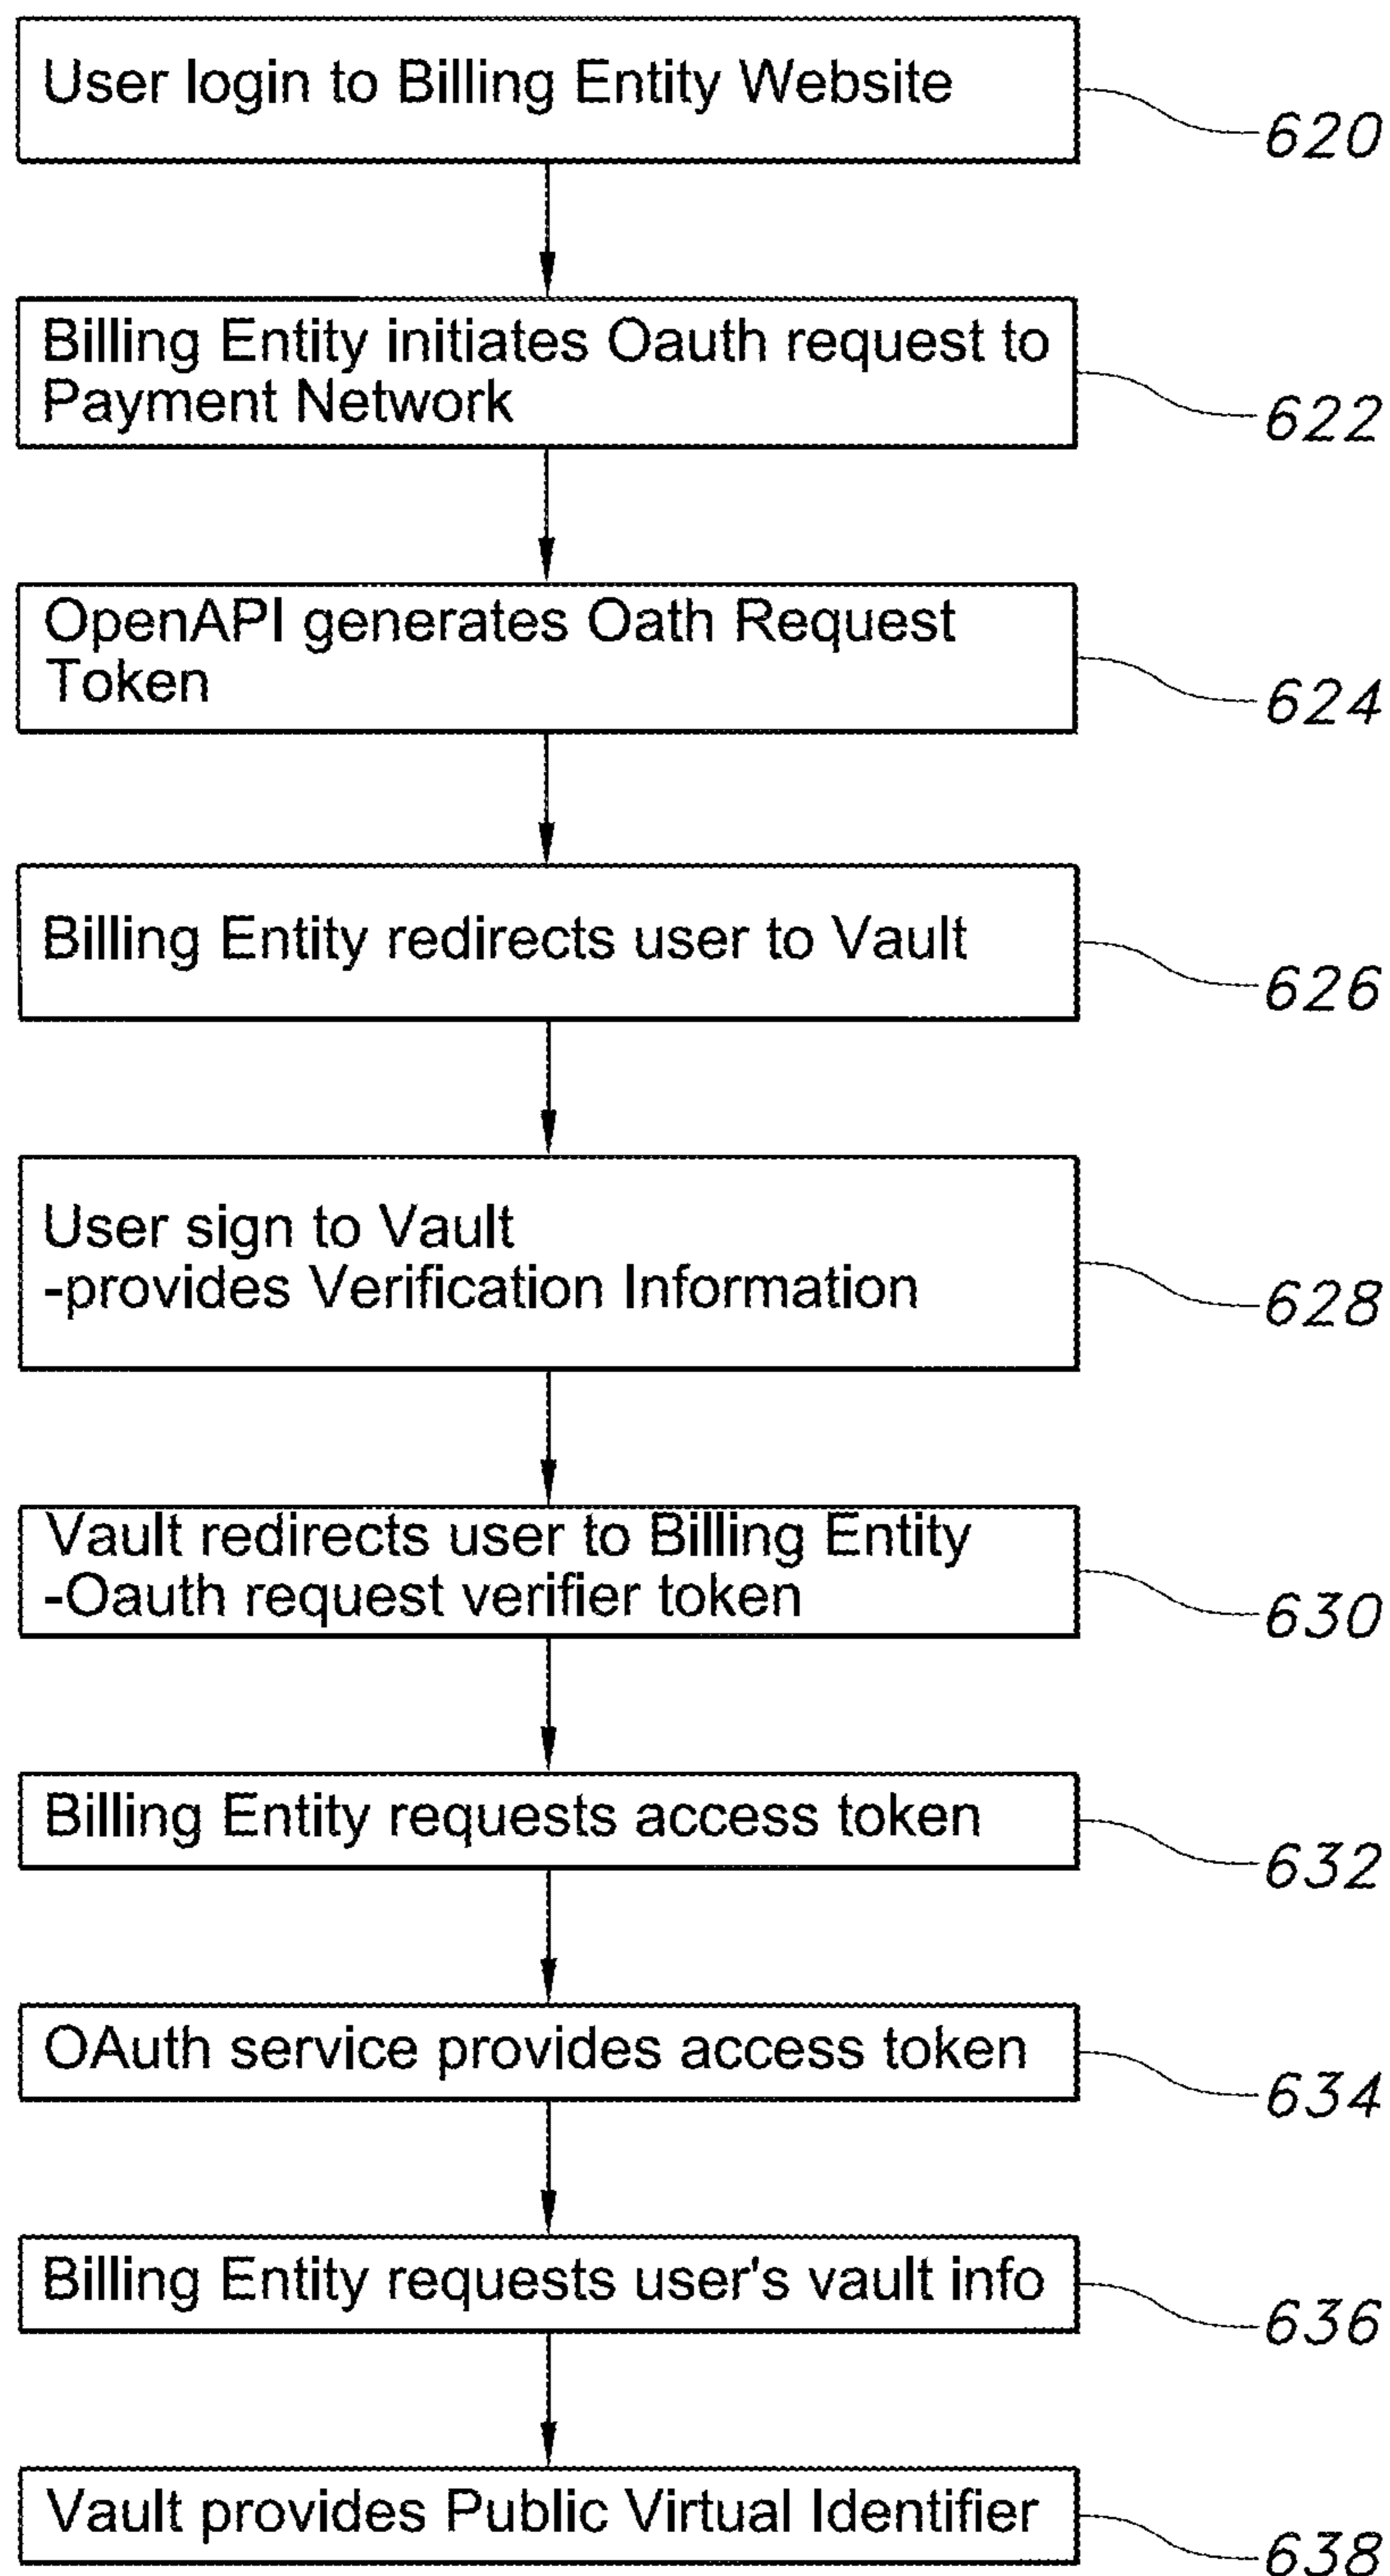 User login to Billing Entity Website
620
Billing Entity initiates Oauth request to
Payment Network
622
OpenAPI generates Oath Request
Token
624
Billing Entity redirects user to Vault
626
User sign to Vault
-provides Verification Information
628
Vault redirects user to Billing Entity
-Oauth request verifier token
630
Billing Entity requests access token
632
OAuth service provides access token
634
Billing Entity requests user's vault info
636
Vault provides Public Virtual Identifier
638